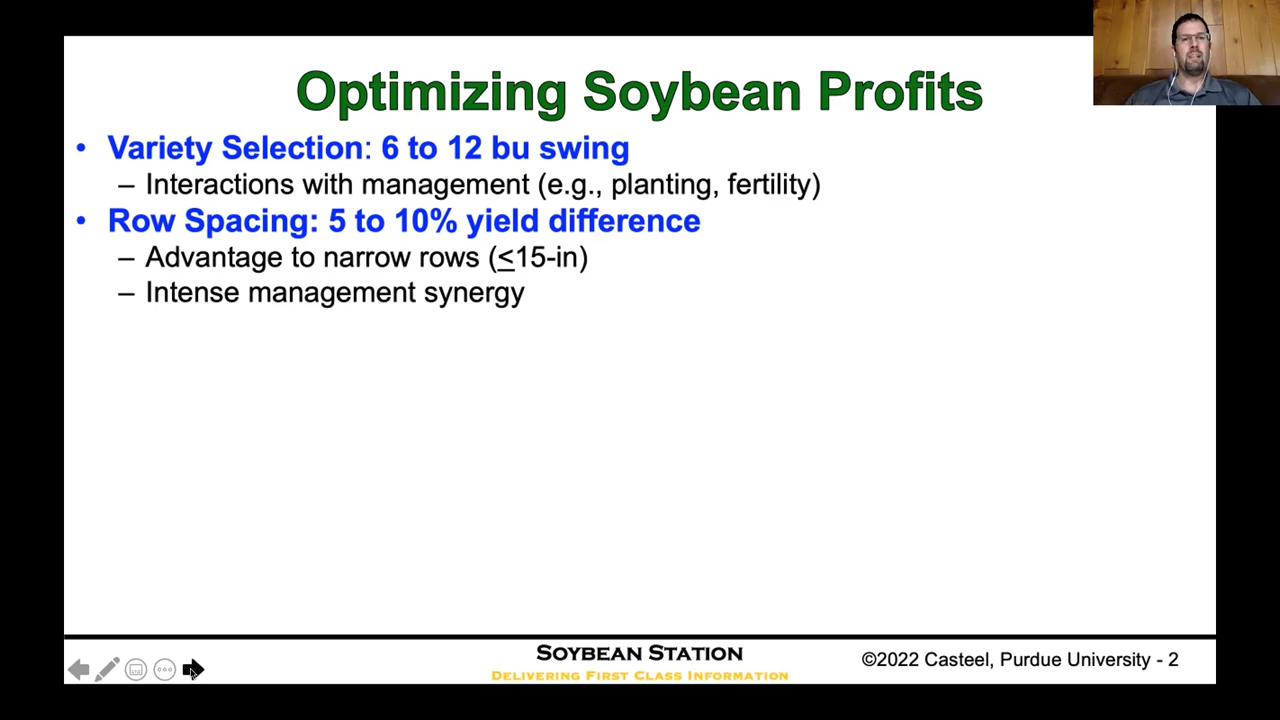 Optimizing Soybean Profits
• Variety Selection: 6 to 12 bu swing
– Interactions with management (e.g., planting, fertility)
• Row Spacing: 5 to 10% yield difference
– Advantage to narrow rows (≤15-in)
– Intense management synergy
SOYBEAN STATION
DELIVERING FIRST CLASS INFORMATION
©2022 Casteel, Purdue University - 2